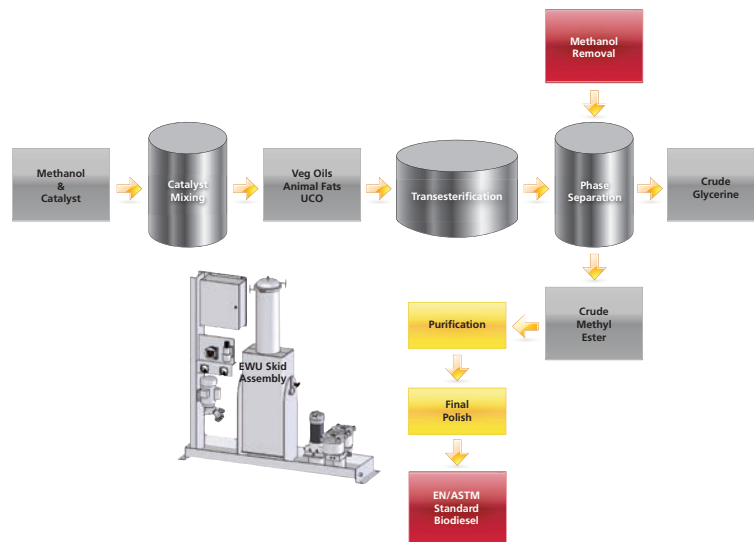 Methanol
Removal
Methanol
&
Catalyst
Catalyst
Mixing
Veg Oils
Animal Fats
UCO
Transesterification
Phase
Separation
Crude
Glycerine
EWU Skid
Assembly
Purification
Crude
Methyl
Ester
Final
Polish
EN/ASTM
Standard
Biodiesel